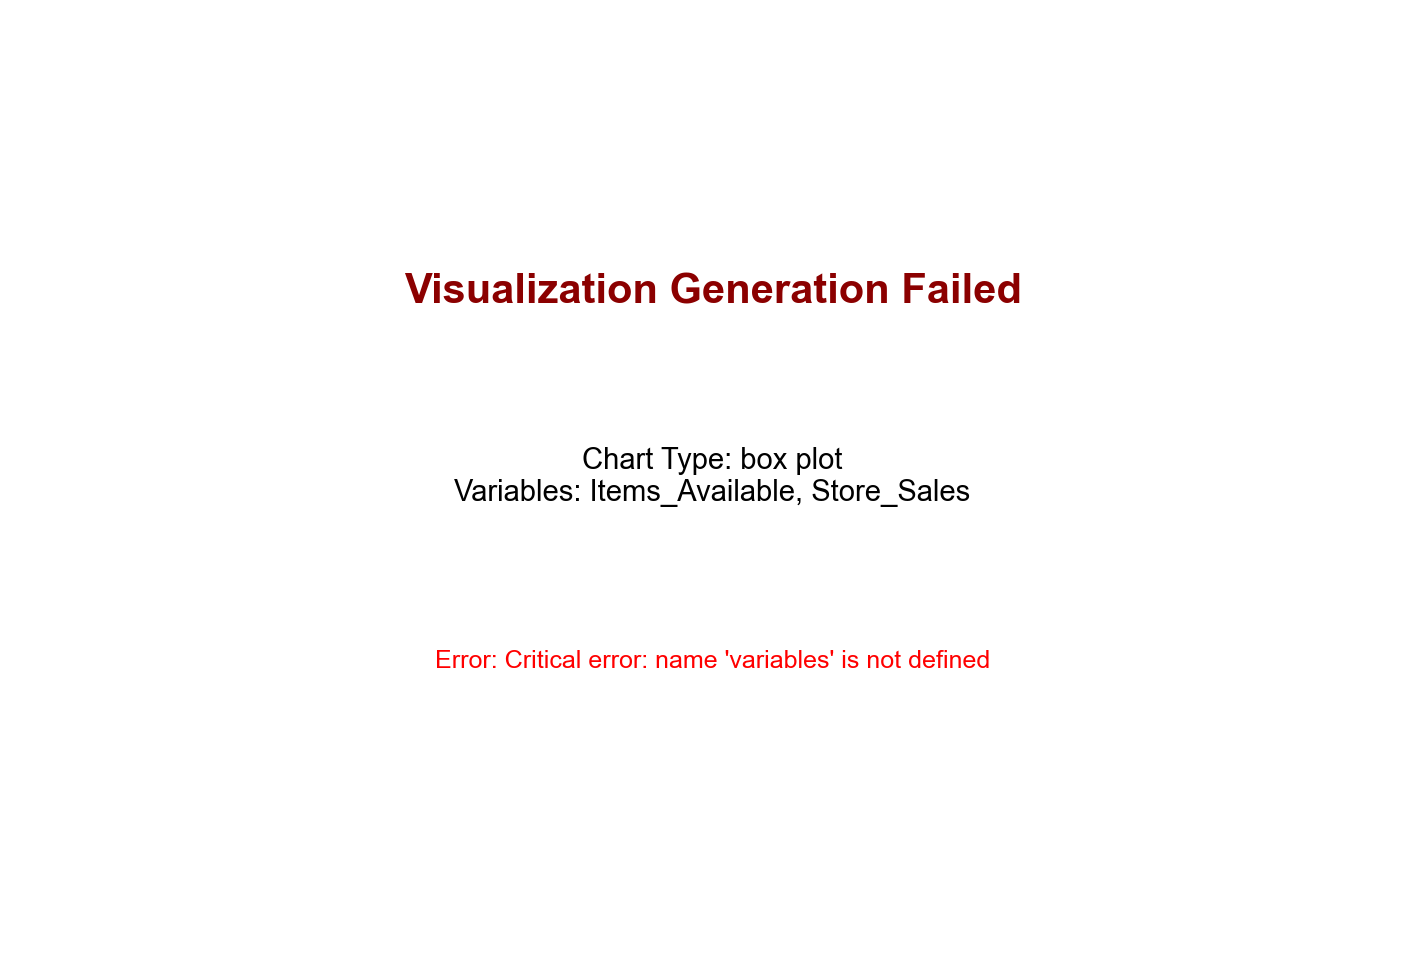 Visualization Generation Failed
Chart Type: box plot
Variables: Items_Available, Store_Sales
Error: Critical error: name 'variables' is not defined